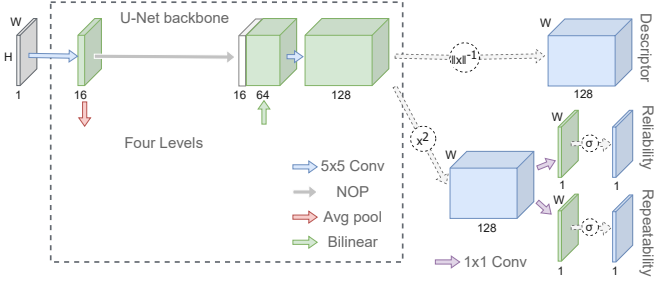 U-Net backbone
W
H
1
16
16 64
128
Four Levels
5x5 Conv
NOP
Avg pool
Bilinear
‖x‖⁻¹
W
128
Descriptor
x²
W
128
1x1 Conv
W
1
σ
1
Reliability
W
1
σ
1
Repeatability